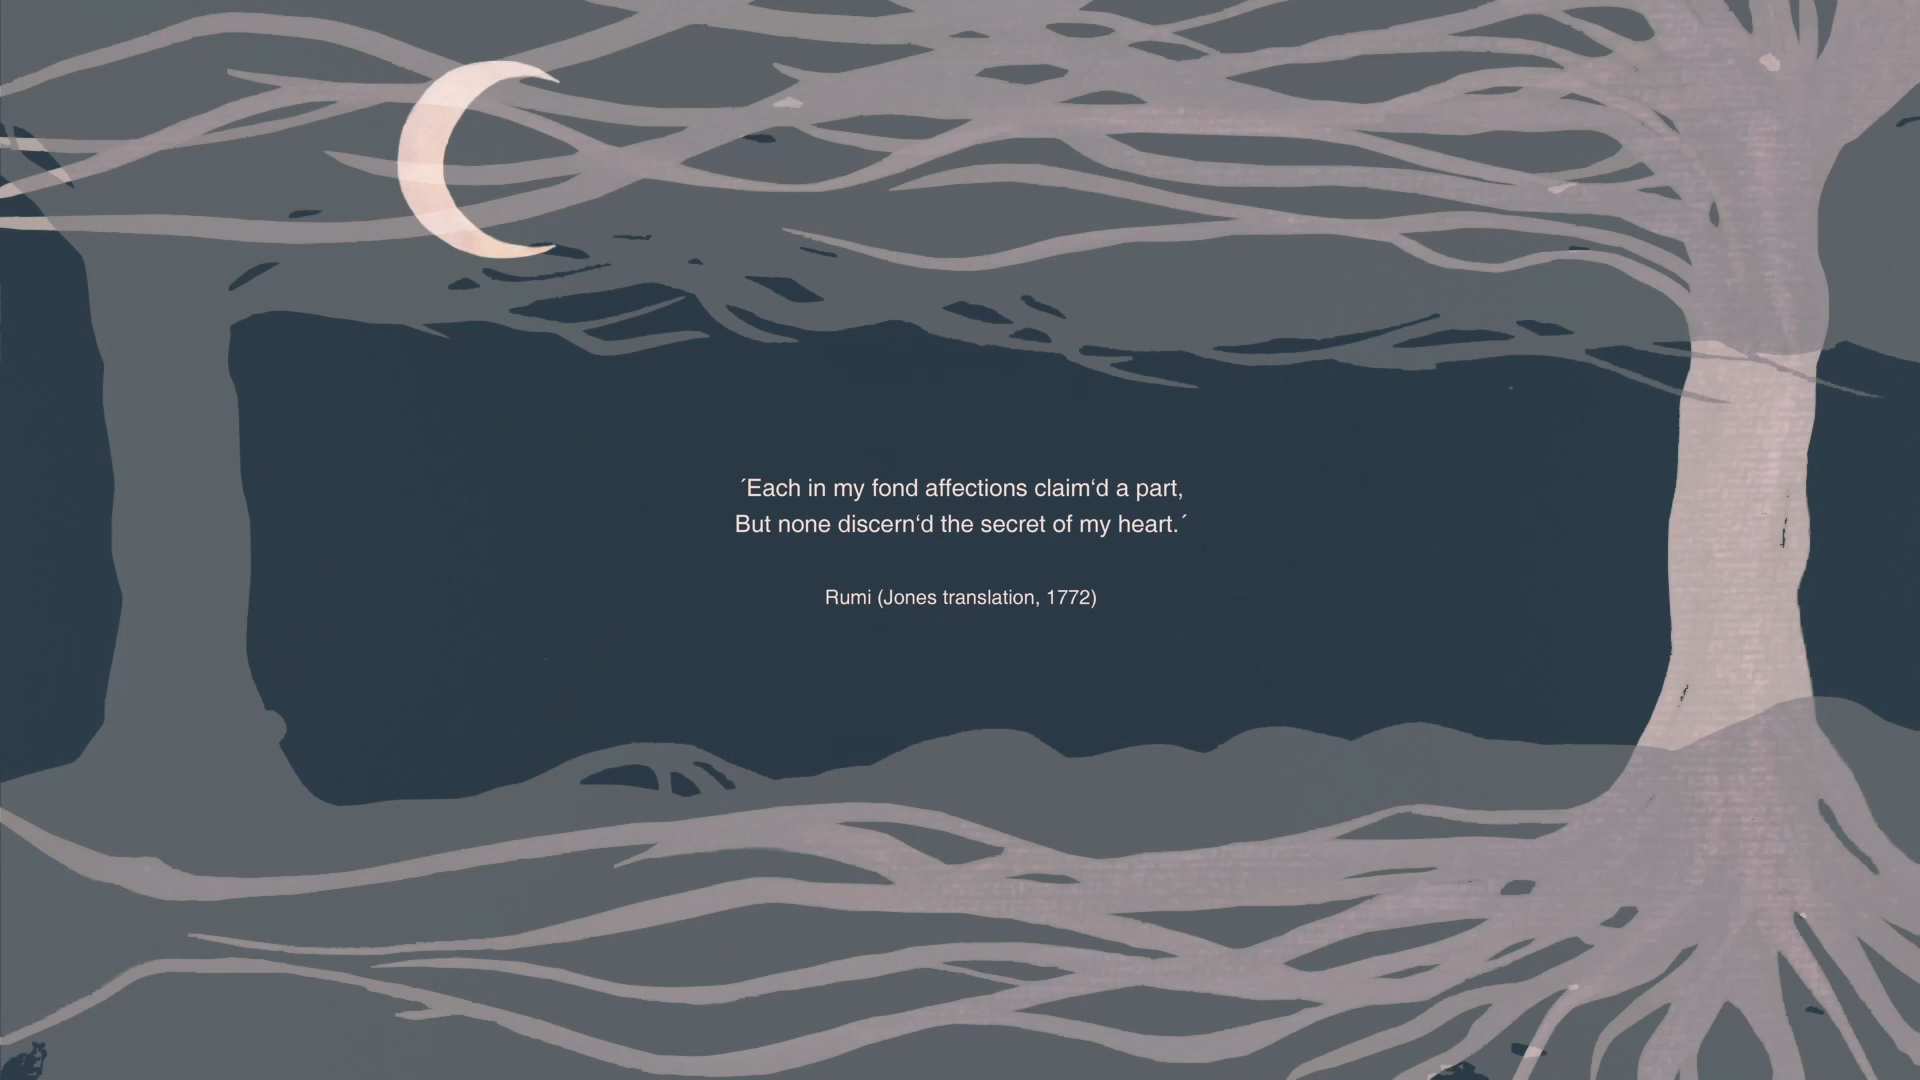 ´Each in my fond affections claim‘d a part,
But none discern‘d the secret of my heart.´
Rumi (Jones translation, 1772)